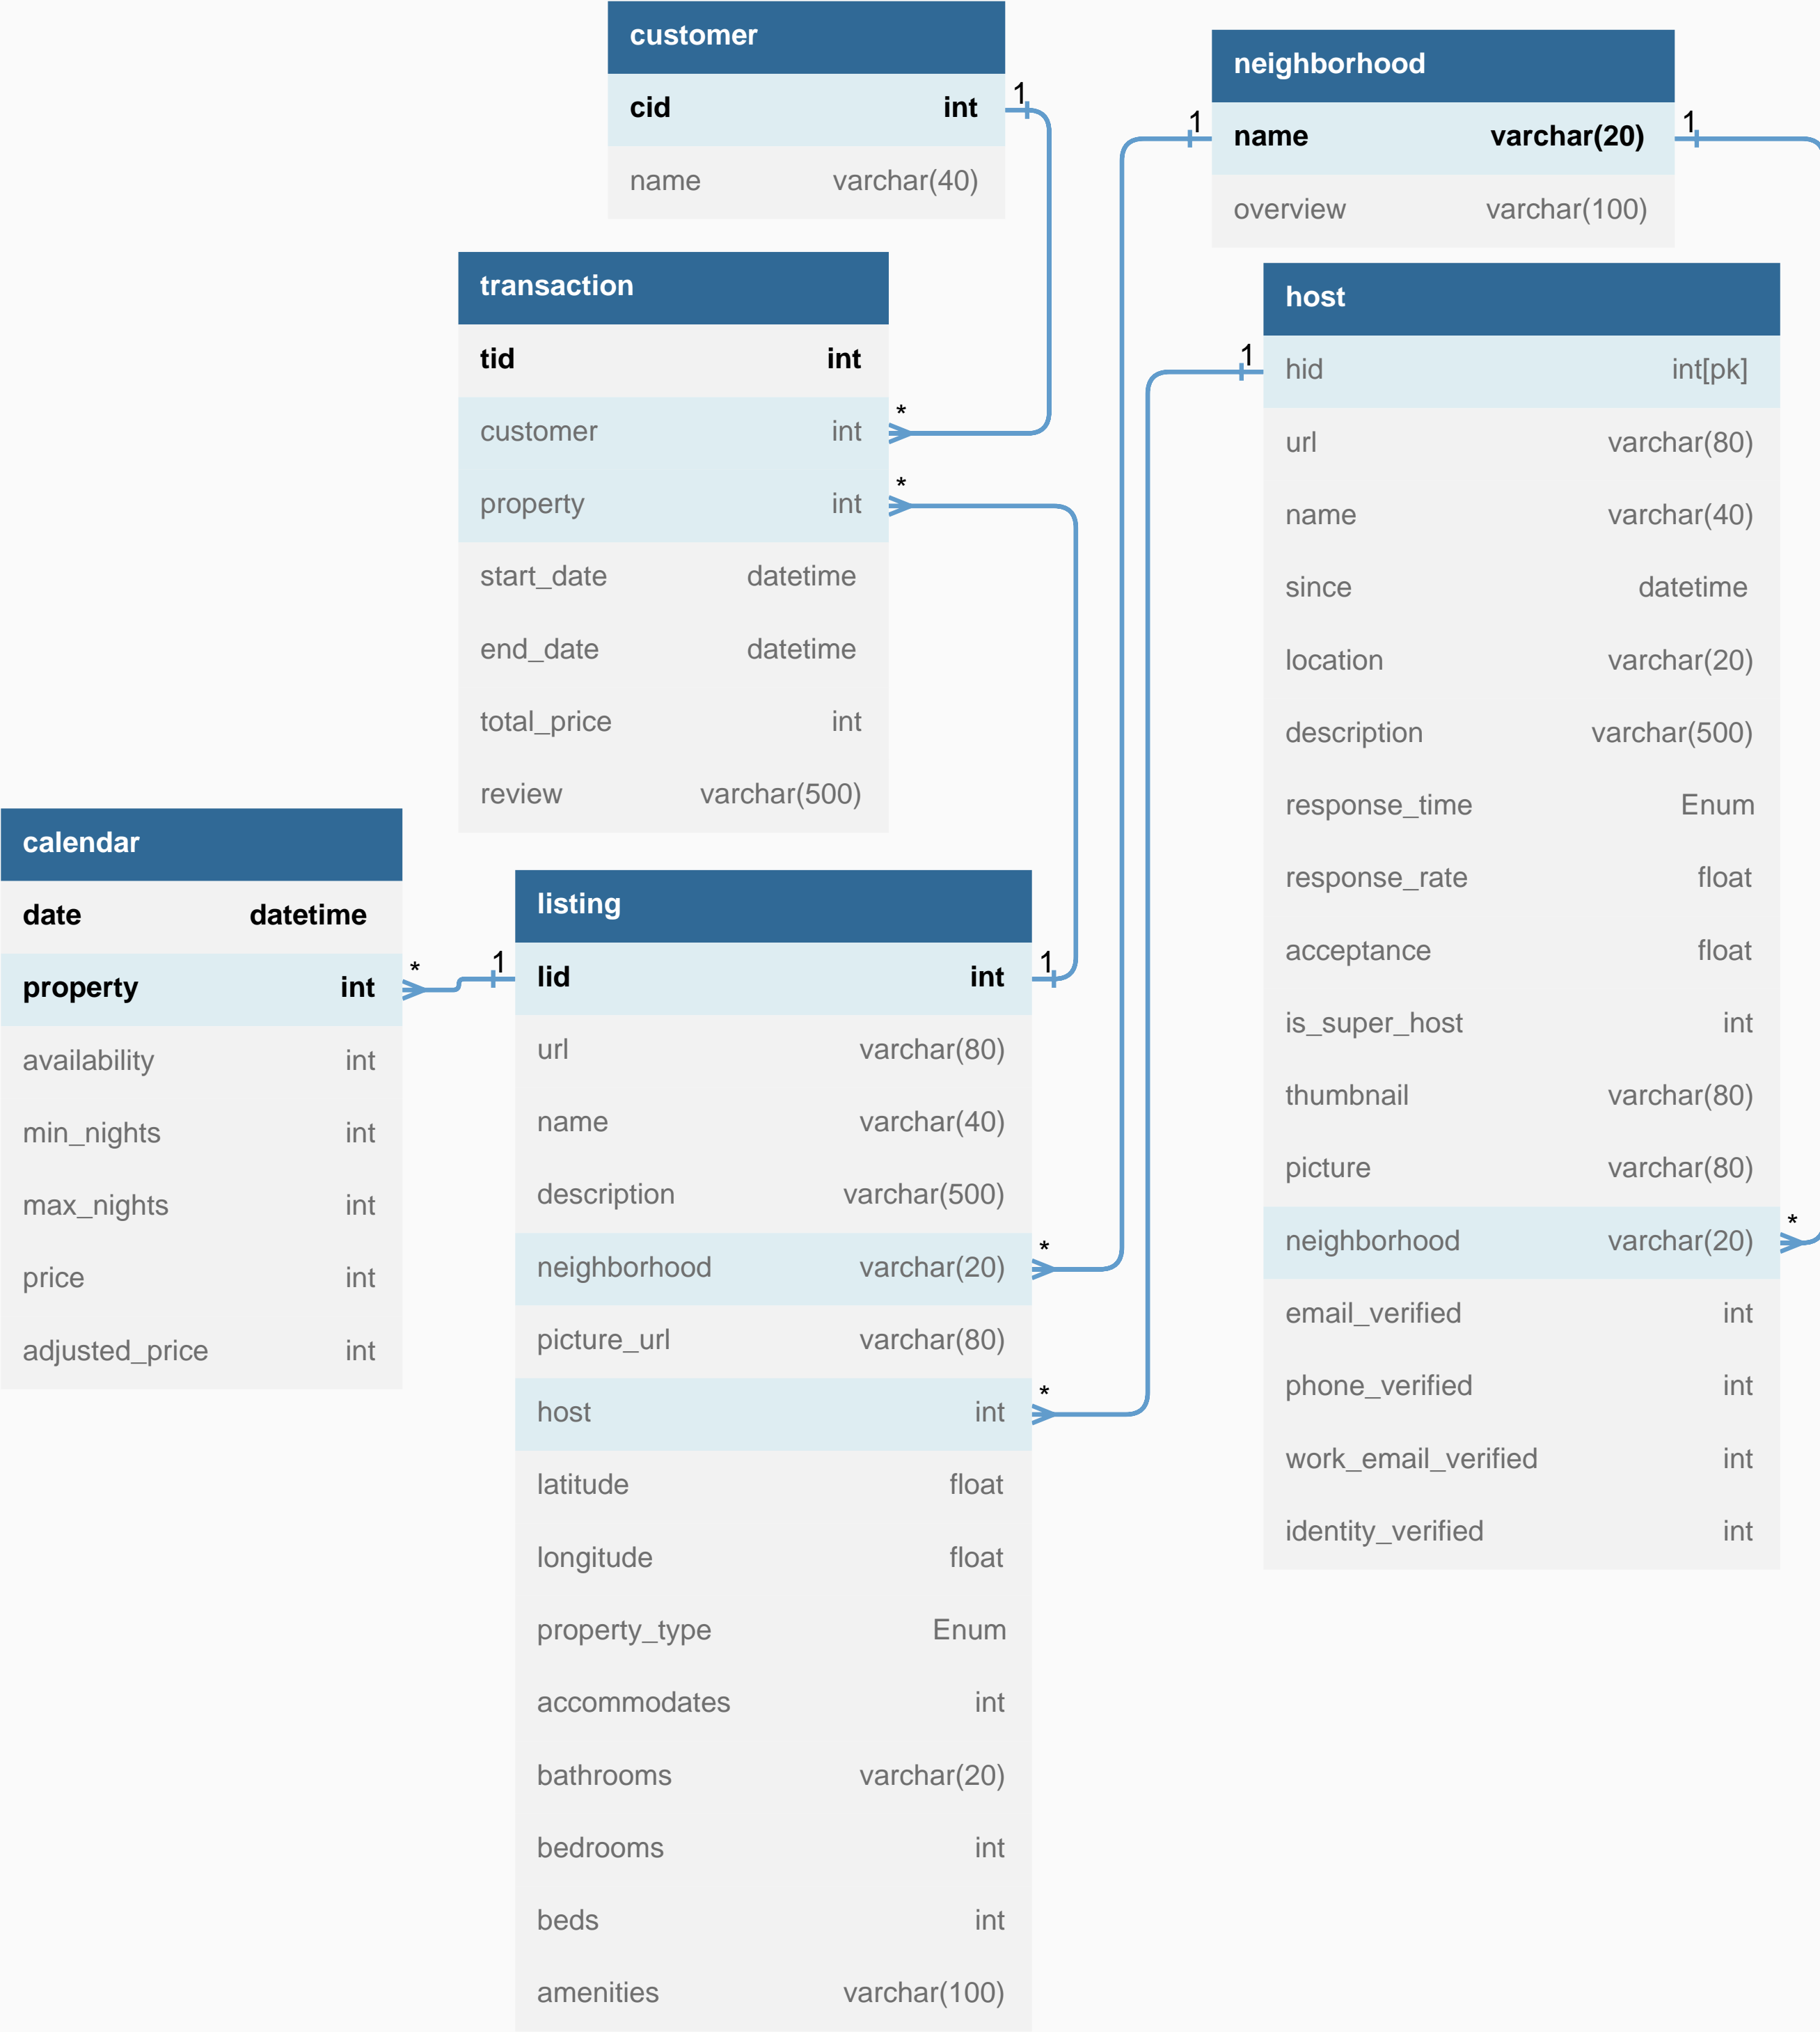 customer
cid int
name varchar(40)
1
neighborhood
name varchar(20)
overview varchar(100)
1
1
transaction
tid int
customer int
property int
start_date datetime
end_date datetime
total_price int
review varchar(500)
*
*
host
hid int[pk]
url varchar(80)
name varchar(40)
since datetime
location varchar(20)
description varchar(500)
response_time Enum
response_rate float
acceptance float
is_super_host int
thumbnail varchar(80)
picture varchar(80)
neighborhood varchar(20)
email_verified int
phone_verified int
work_email_verified int
identity_verified int
1
*
calendar
date datetime
property int
availability int
min_nights int
max_nights int
price int
adjusted_price int
*
listing
lid int
url varchar(80)
name varchar(40)
description varchar(500)
neighborhood varchar(20)
picture_url varchar(80)
host int
latitude float
longitude float
property_type Enum
accommodates int
bathrooms varchar(20)
bedrooms int
beds int
amenities varchar(100)
1
1
*
*